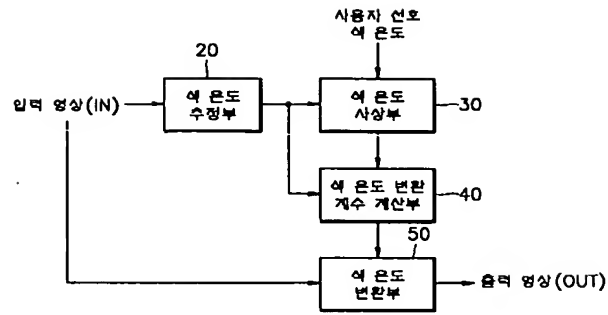 사용자 선호
색 온도
20
입력 영상(IN)
색 온도
추정부
색 온도
사상부
30
색 온도 변환
계수 계산부
40
50
색 온도
변환부
출력 영상(OUT)